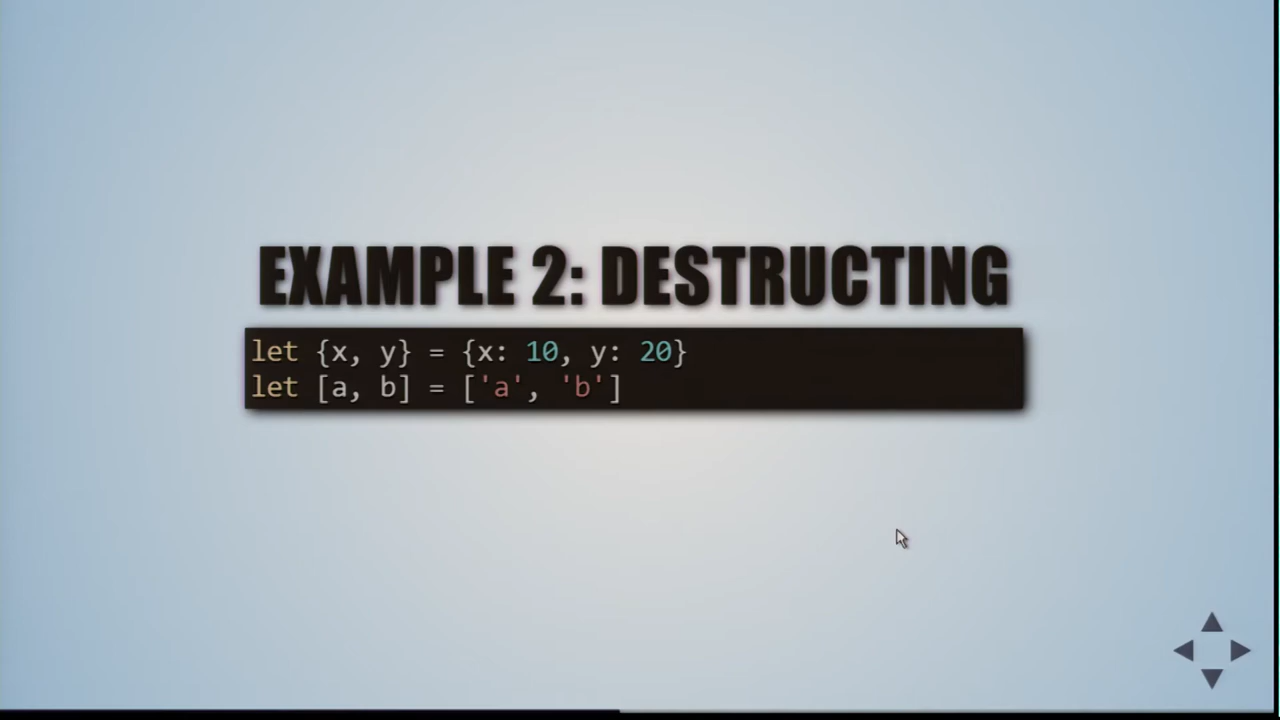 EXAMPLE 2: DESTRUCTING
let {x, y} = {x: 10, y: 20}
let [a, b] = ['a', 'b']